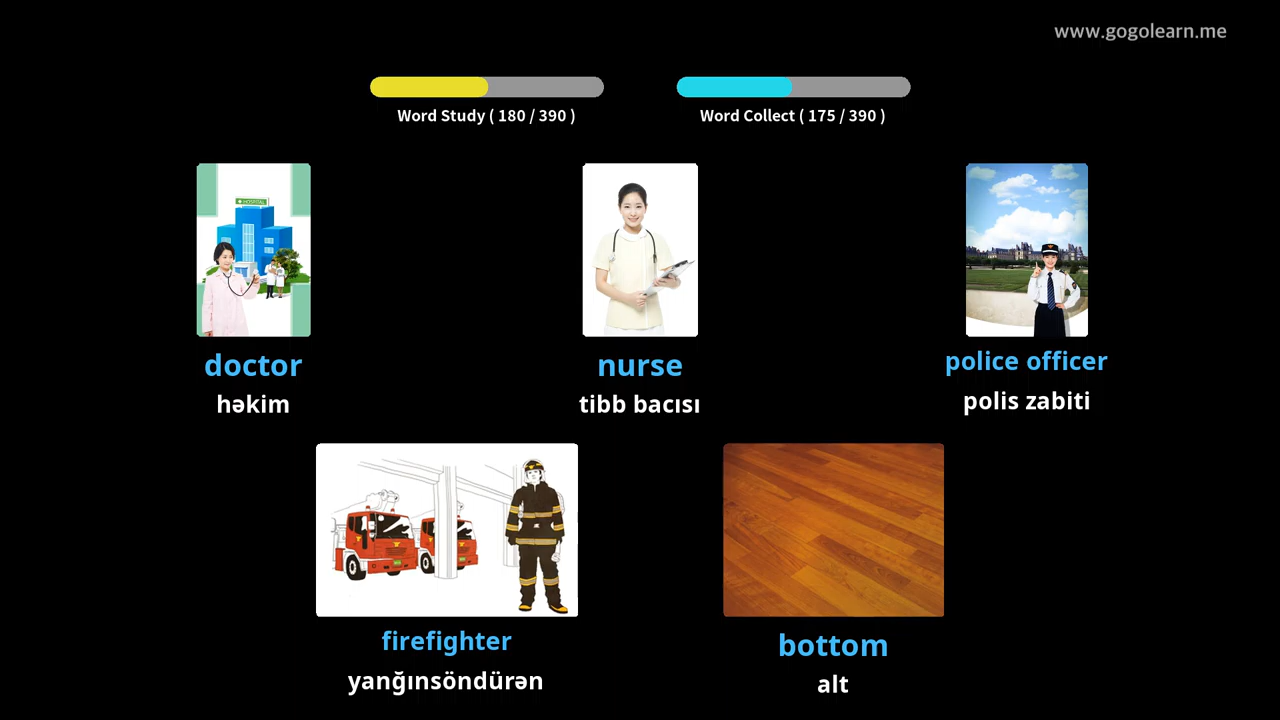 www.gogolearn.me
Word Study ( 180 / 390 )
Word Collect ( 175 / 390 )
HOSPITAL
doctor
həkim
nurse
tibb bacısı
police officer
polis zabiti
firefighter
yanğınsöndürən
bottom
alt